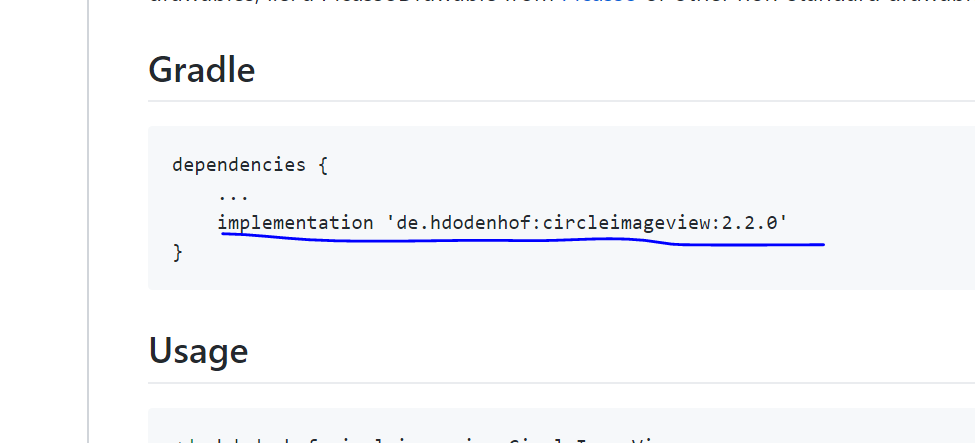 Gradle
dependencies {
...
implementation 'de.hdodenhof:circleimageview:2.2.0'
}
Usage